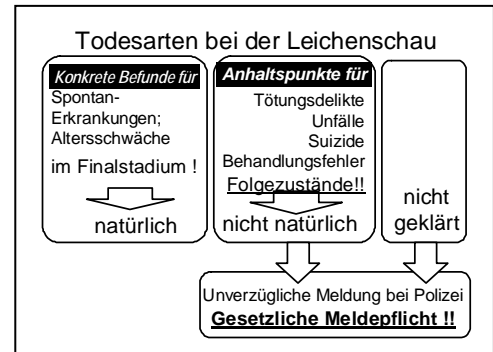 Todesarten bei der Leichenschau
Konkrete Befunde für
Spontan-
Erkrankungen;
Altersschwäche
im Finalstadium !
natürlich
Anhaltspunkte für
Tötungsdelikte
Unfälle
Suizide
Behandlungsfehler
Folgezustände!!
nicht natürlich
nicht
geklärt
Unverzügliche Meldung bei Polizei
Gesetzliche Meldepflicht !!